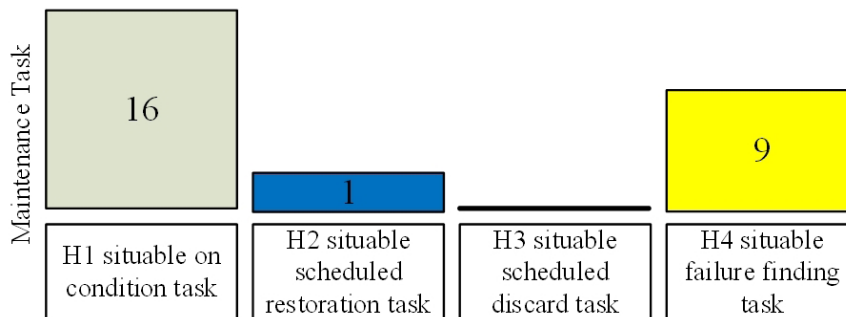 Maintenance Task
16
1
9
H1 situable on
condition task
H2 situable
scheduled
restoration task
H3 situable
scheduled
discard task
H4 situable
failure finding
task